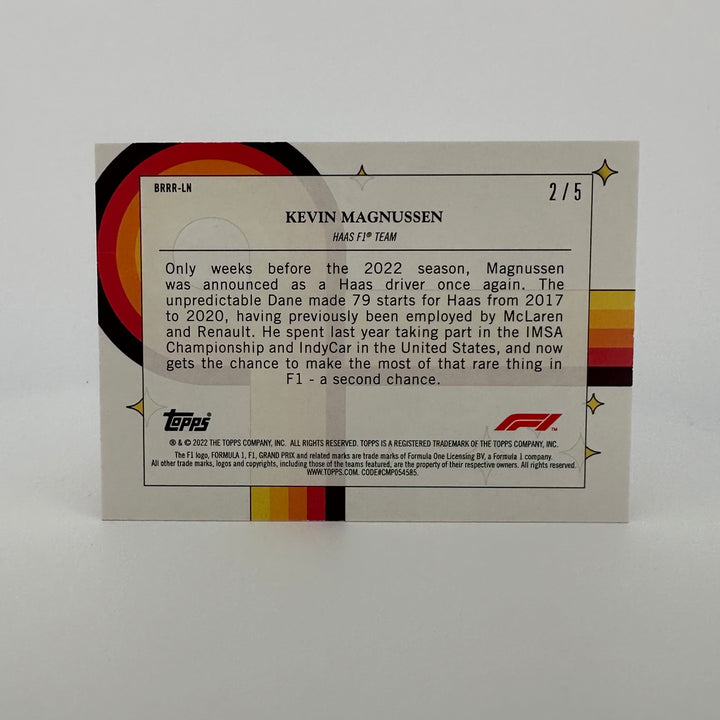 BRRR-LN
2/5
KEVIN MAGNUSSEN
HAAS F1® TEAM
Only weeks before the 2022 season, Magnussen
was announced as a Haas driver once again. The
unpredictable Dane made 79 starts for Haas from 2017
to 2020, having previously been employed by McLaren
and Renault. He spent last year taking part in the IMSA
Championship and IndyCar in the United States, and now
gets the chance to make the most of that rare thing in
F1 - a second chance.
Topps®
F1™
® & © 2022 THE TOPPS COMPANY, INC. ALL RIGHTS RESERVED. TOPPS IS A REGISTERED TRADEMARK OF THE TOPPS COMPANY, INC.
The F1 logo, FORMULA 1, F1, GRAND PRIX and related marks are trade marks of Formula One Licensing BV, a Formula 1 company.
All other trade marks, logos and copyrights, including those of the teams featured, are the property of their respective owners. All rights reserved.
WWW.TOPPS.COM. CODE#CMP054585.